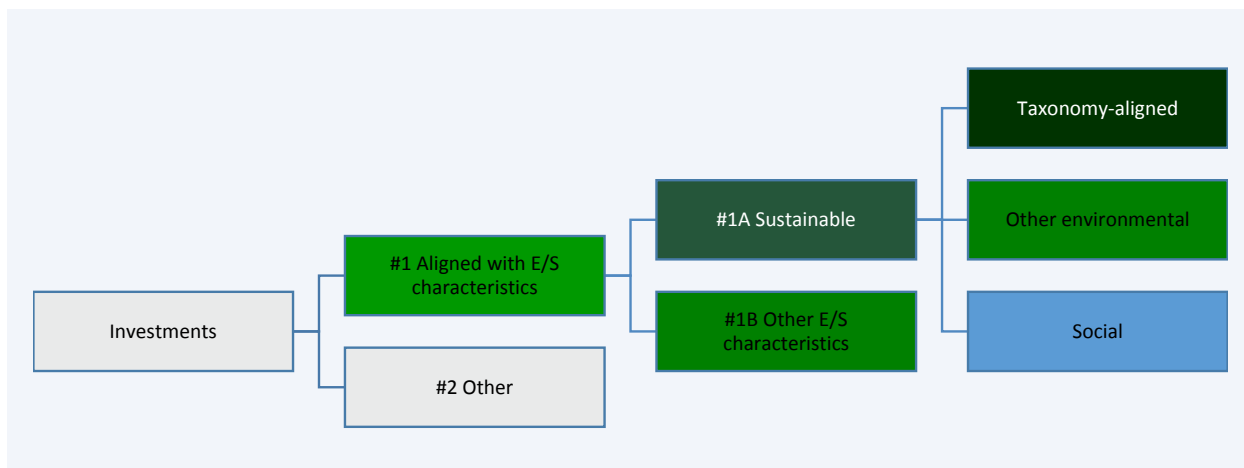 Investments
#1 Aligned with E/S
characteristics
#2 Other
#1A Sustainable
#1B Other E/S
characteristics
Taxonomy-aligned
Other environmental
Social